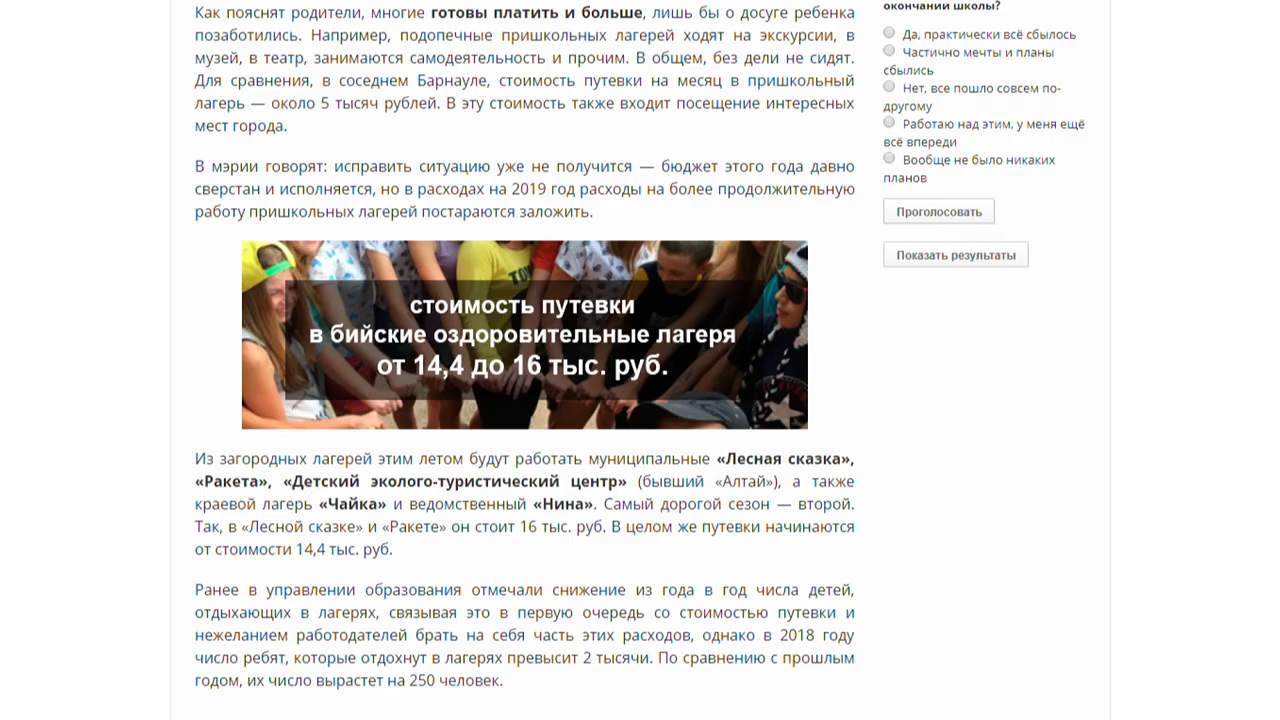 Как пояснят родители, многие готовы платить и больше, лишь бы о досуге ребенка
позаботились. Например, подопечные пришкольных лагерей ходят на экскурсии, в
музей, в театр, занимаются самодеятельность и прочим. В общем, без дели не сидят.
Для сравнения, в соседнем Барнауле, стоимость путевки на месяц в пришкольный
лагерь — около 5 тысяч рублей. В эту стоимость также входит посещение интересных
мест города.
В мэрии говорят: исправить ситуацию уже не получится — бюджет этого года давно
сверстан и исполняется, но в расходах на 2019 год расходы на более продолжительную
работу пришкольных лагерей постараются заложить.
стоимость путевки
в бийские оздоровительные лагеря
от 14,4 до 16 тыс. руб.
Из загородных лагерей этим летом будут работать муниципальные «Лесная сказка»,
«Ракета», «Детский эколого-туристический центр» (бывший «Алтай»), а также
краевой лагерь «Чайка» и ведомственный «Нина». Самый дорогой сезон — второй.
Так, в «Лесной сказке» и «Ракете» он стоит 16 тыс. руб. В целом же путевки начинаются
от стоимости 14,4 тыс. руб.
Ранее в управлении образования отмечали снижение из года в год числа детей,
отдыхающих в лагерях, связывая это в первую очередь со стоимостью путевки и
нежеланием работодателей брать на себя часть этих расходов, однако в 2018 году
число ребят, которые отдохнут в лагерях превысит 2 тысячи. По сравнению с прошлым
годом, их число вырастет на 250 человек.
окончании школы?
Да, практически всё сбылось
Частично мечты и планы
сбылись
Нет, все пошло совсем по-
другому
Работаю над этим, у меня ещё
всё впереди
Вообще не было никаких
планов
Проголосовать
Показать результаты